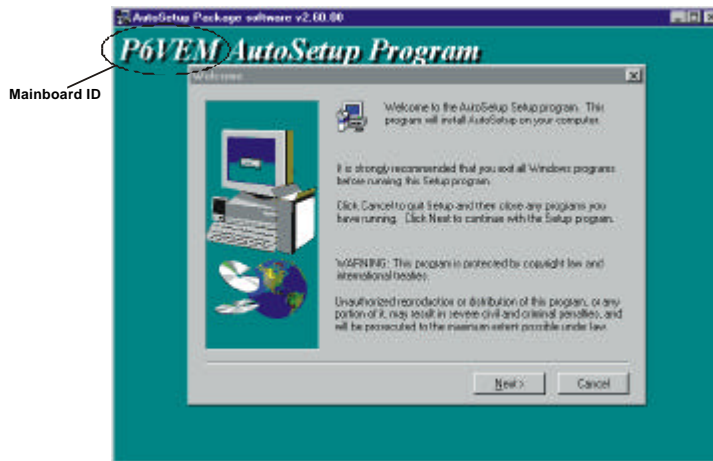 AutoSetup Package software v2.60.00
P6VEM AutoSetup Program
Mainboard ID
Welcome
Welcome to the AutoSetup Setup program. This
program will install AutoSetup on your computer.
It is strongly recommended that you exit all Windows programs
before running this Setup program.
Click Cancel to quit Setup and then close any programs you
have running. Click Next to continue with the Setup program.
WARNING: This program is protected by copyright law and
international treaties.
Unauthorized reproduction or distribution of this program, or any
portion of it, may result in severe civil and criminal penalties, and
will be prosecuted to the maximum extent possible under law.
Next >
Cancel